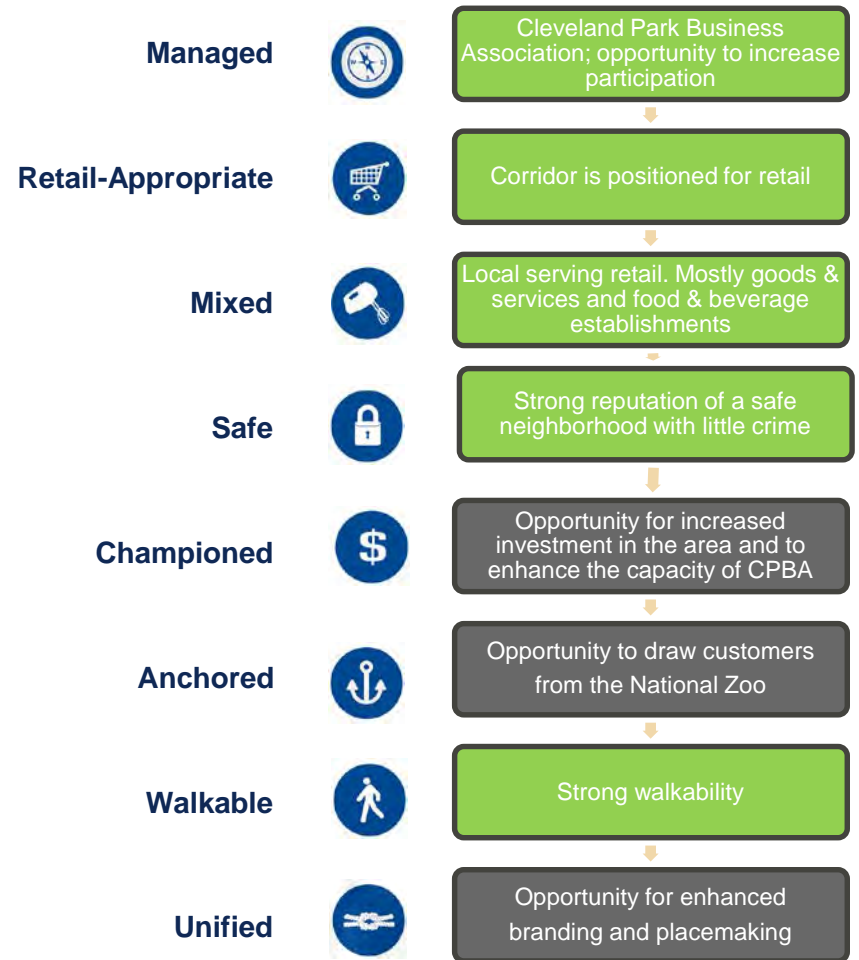 Managed
Cleveland Park Business
Association; opportunity to increase
participation
Retail-Appropriate
Corridor is positioned for retail
Mixed
Local serving retail. Mostly goods &
services and food & beverage
establishments
Safe
Strong reputation of a safe
neighborhood with little crime
Championed
$
Opportunity for increased
investment in the area and to
enhance the capacity of CPBA
Anchored
Opportunity to draw customers
from the National Zoo
Walkable
Strong walkability
Unified
Opportunity for enhanced
branding and placemaking